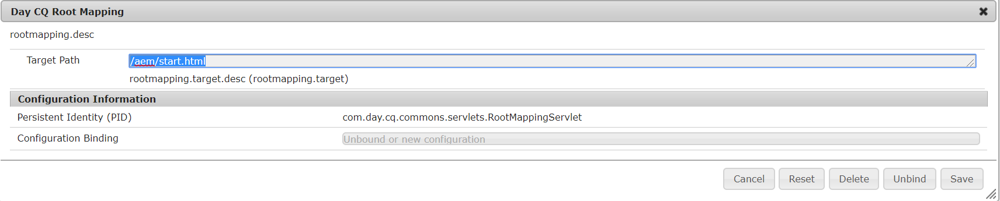 Day CQ Root Mapping
rootmapping.desc
Target Path /aem/start.html
rootmapping.target.desc (rootmapping.target)
Configuration Information
Persistent Identity (PID) com.day.cq.commons.servlets.RootMappingServlet
Configuration Binding Unbound or new configuration
Cancel Reset Delete Unbind Save